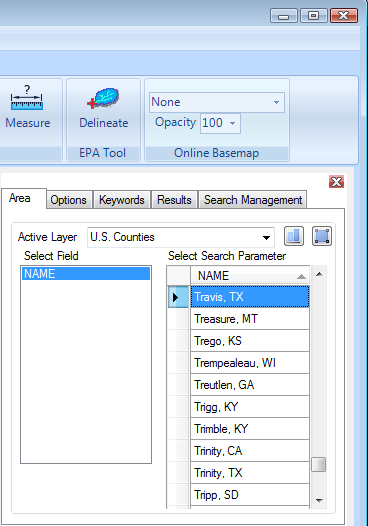 ?
Measure
Delineate
EPA Tool
None
Opacity 100
Online Basemap
Area Options Keywords Results Search Management
Active Layer U.S. Counties
Select Field
NAME
Select Search Parameter
NAME
Travis, TX
Treasure, MT
Trego, KS
Trempealeau, WI
Treutlen, GA
Trigg, KY
Trimble, KY
Trinity, CA
Trinity, TX
Tripp, SD